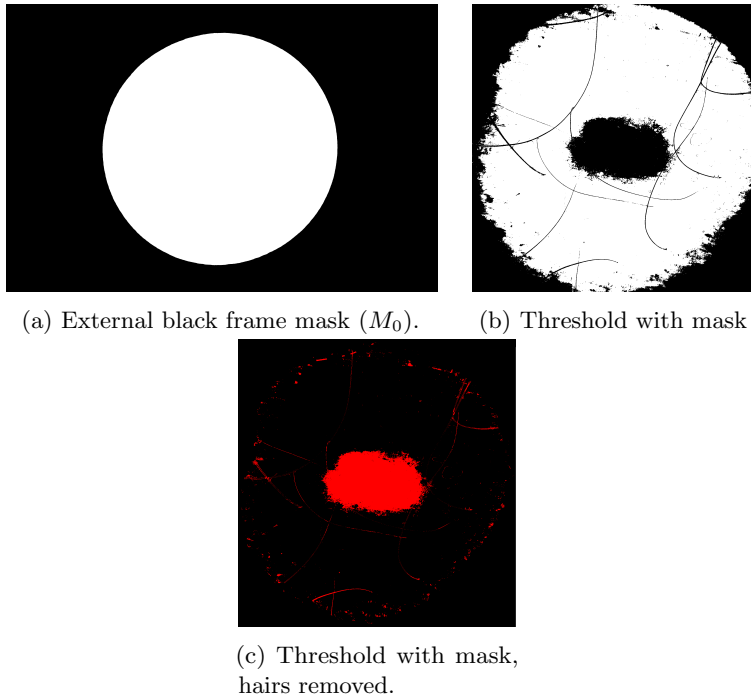 (a) External black frame mask (M₀).
(b) Threshold with mask
(c) Threshold with mask,
hairs removed.